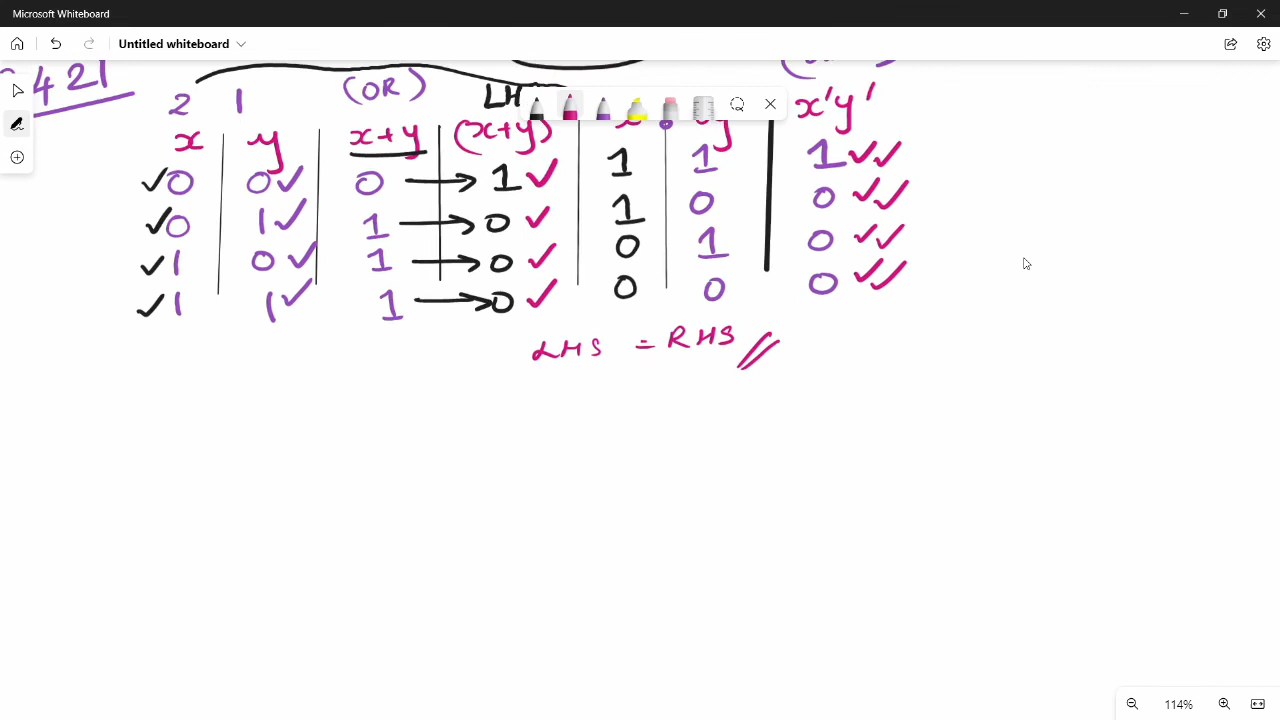 Microsoft Whiteboard
Untitled whiteboard
421
2 1 (OR) LH
x y x+y (x+y) x'y'
0 0 0 → 1 1 1 1
0 1 1 → 0 1 0 0
1 0 1 → 0 0 1 0
1 1 1 → 0 0 0 0
LHS = RHS
114%